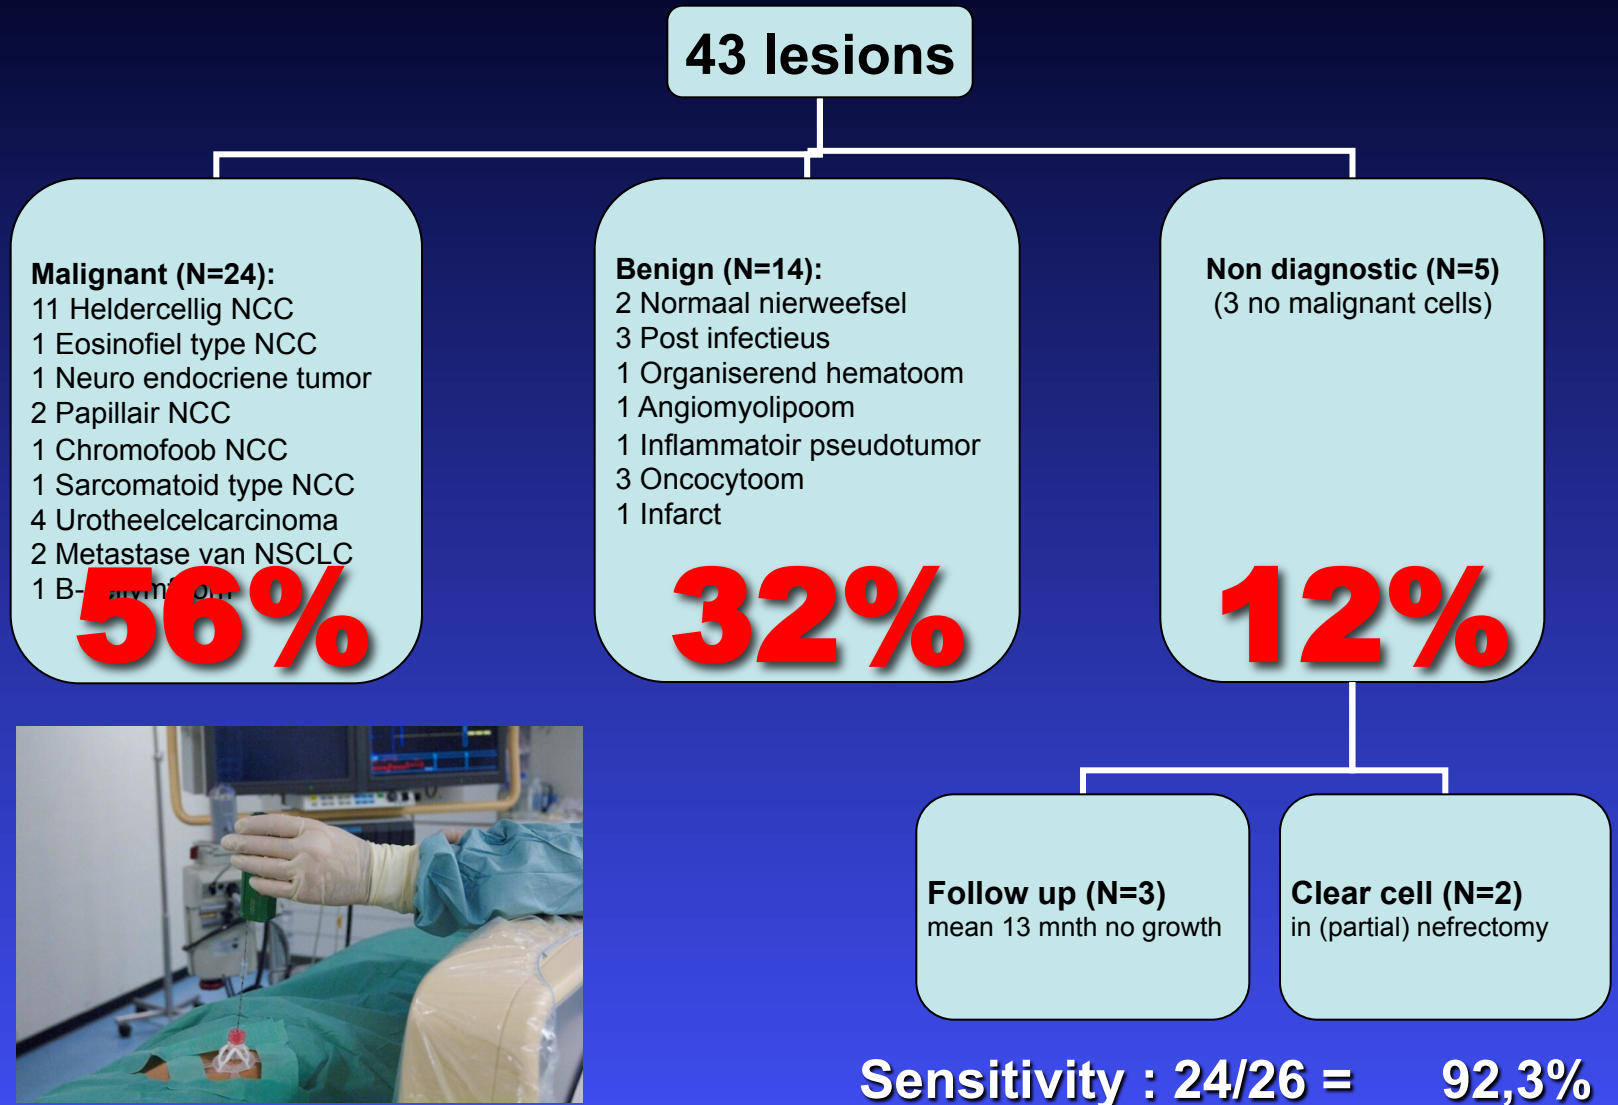 43 lesions
Malignant (N=24):
11 Heldercellig NCC
1 Eosinofiel type NCC
1 Neuro endocriene tumor
2 Papillair NCC
1 Chromofoob NCC
1 Sarcomatoid type NCC
4 Urotheelcelcarcinoma
2 Metastase van NSCLC
1
56%
Benign (N=14):
2 Normaal nierweefsel
3 Post infectieus
1 Organiserend hematoom
1 Angiomyolipoom
1 Inflammatoir pseudotumor
3 Oncocytoom
1 Infarct
32%
Non diagnostic (N=5)
(3 no malignant cells)
12%
Follow up (N=3)
mean 13 mnth no growth
Clear cell (N=2)
in (partial) nefrectomy
Sensitivity : 24/26 = 92,3%